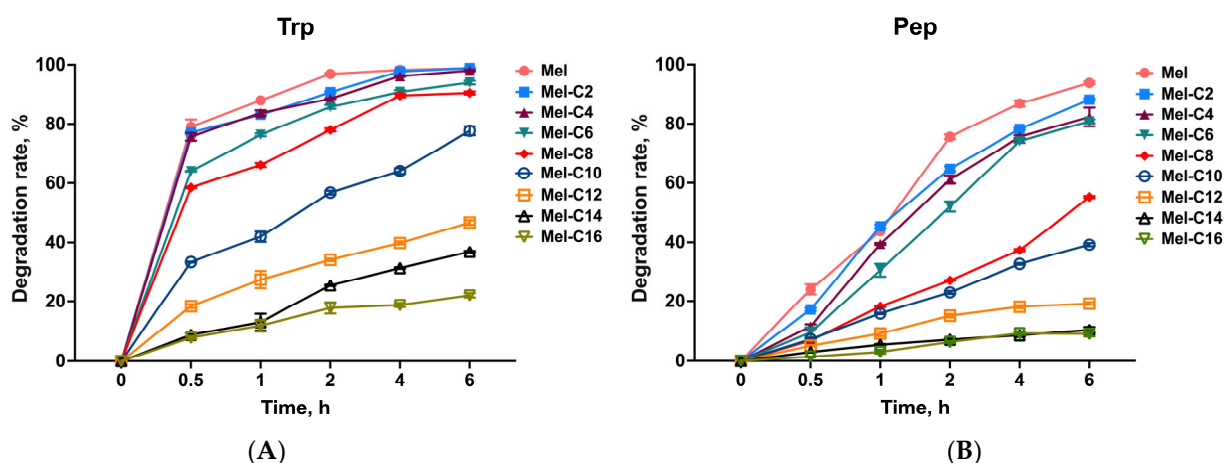 Trp
100
80
60
40
20
0
Degradation rate, %
0 0.5 1 2 4 6
Time, h
Mel
Mel-C2
Mel-C4
Mel-C6
Mel-C8
Mel-C10
Mel-C12
Mel-C14
Mel-C16
(A)
Pep
100
80
60
40
20
0
Degradation rate, %
0 0.5 1 2 4 6
Time, h
Mel
Mel-C2
Mel-C4
Mel-C6
Mel-C8
Mel-C10
Mel-C12
Mel-C14
Mel-C16
(B)